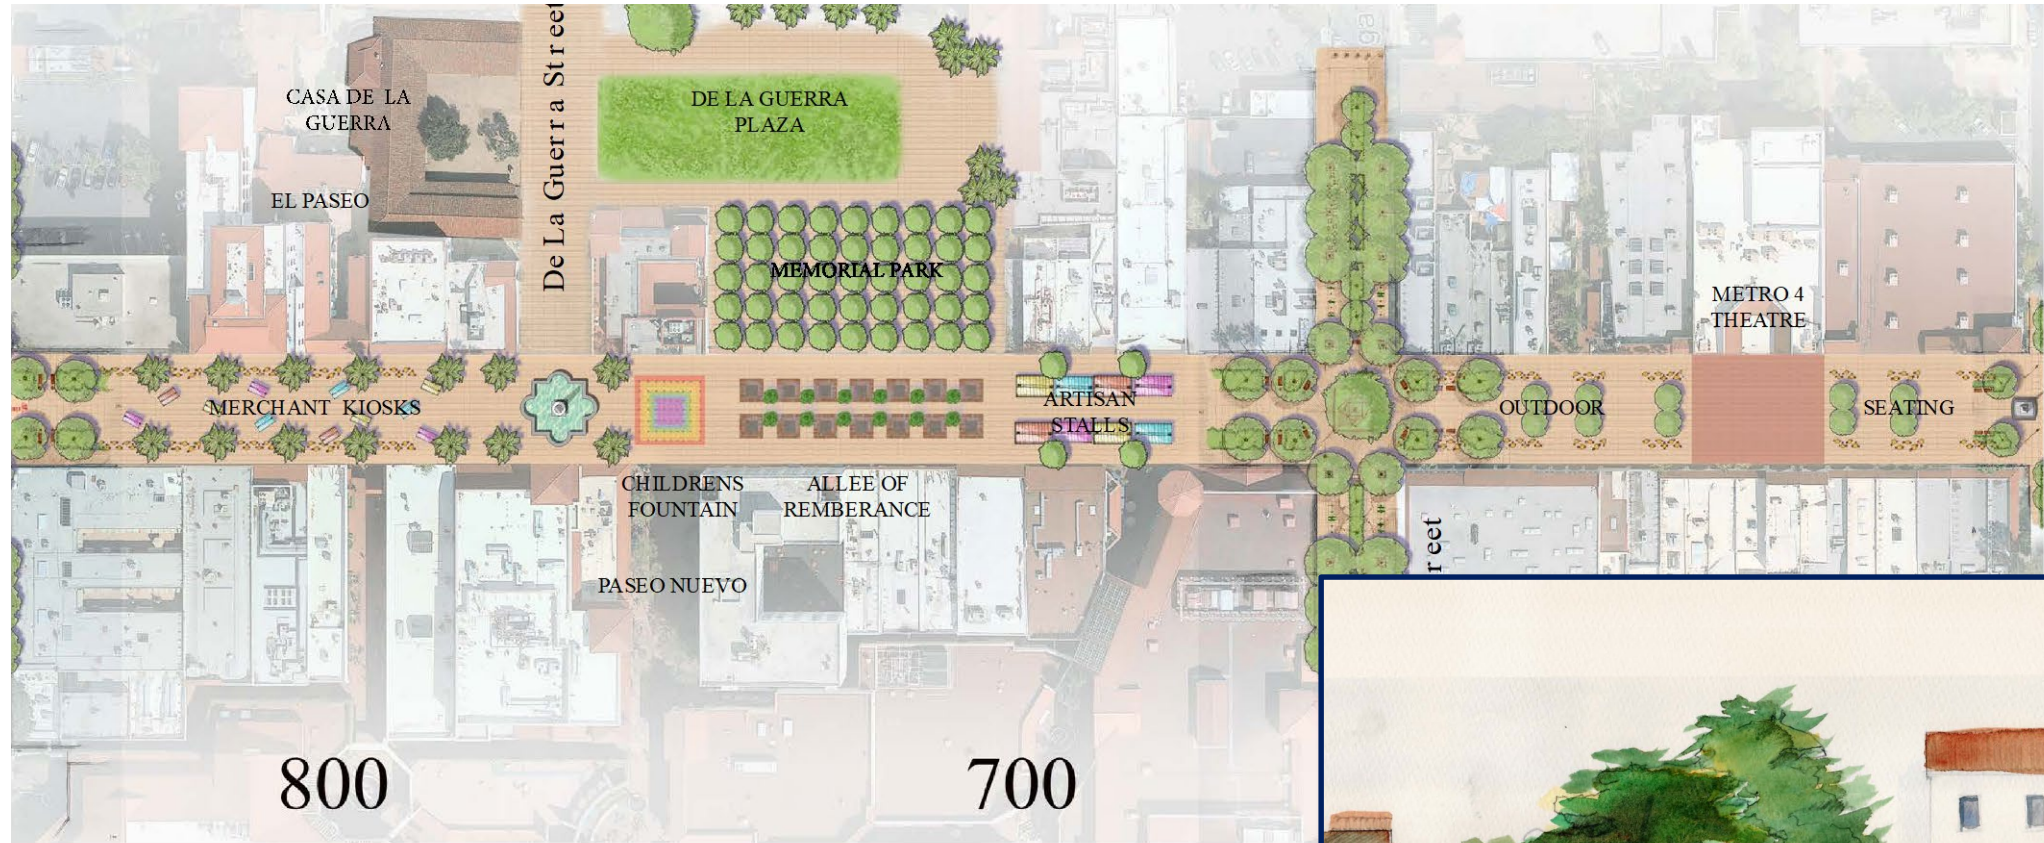 CASA DE LA
GUERRA
EL PASEO
De La Guerra Street
DE LA GUERRA
PLAZA
MEMORIAL PARK
METRO 4
THEATRE
MERCHANT KIOSKS
ARTISAN
STALLS
OUTDOOR
SEATING
CHILDRENS
FOUNTAIN
ALLEE OF
REMBERANCE
PASEO NUEVO
reet
800
700